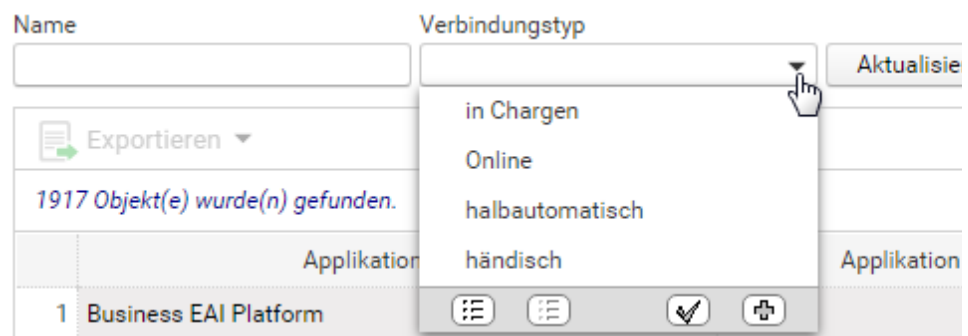 Name
Verbindungstyp
Aktualisie
in Chargen
Exportieren
Online
1917 Objekt(e) wurde(n) gefunden.
halbautomatisch
Applikation
händisch
Applikation
1 Business EAI Platform